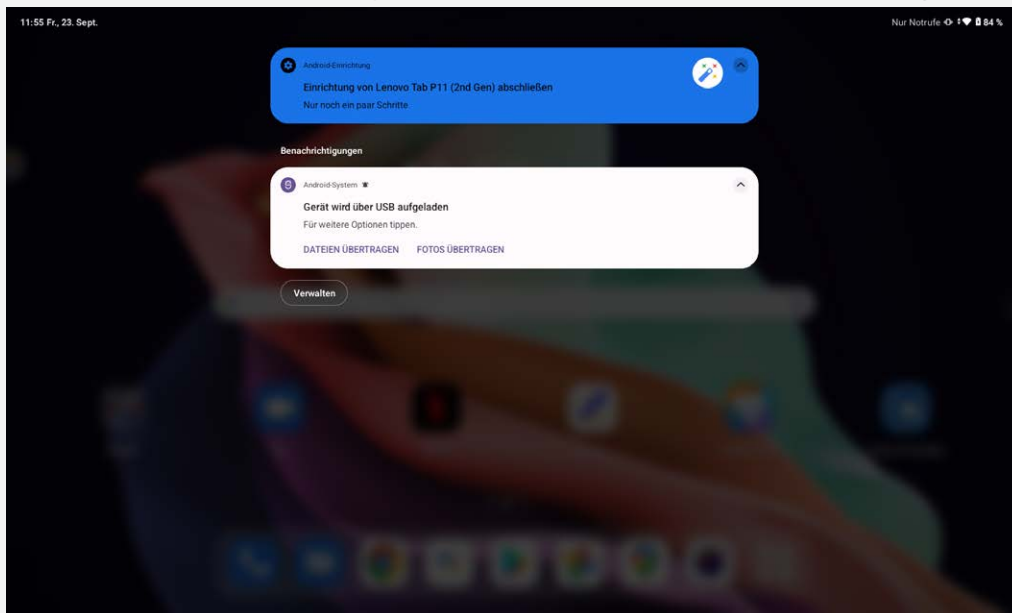 11:55 Fr., 23. Sept.
Nur Notrufe
84 %
Android-Einrichtung
Einrichtung von Lenovo Tab P11 (2nd Gen) abschließen
Nur noch ein paar Schritte
Benachrichtigungen
Android-System
Gerät wird über USB aufgeladen
Für weitere Optionen tippen.
DATEIEN ÜBERTRAGEN FOTOS ÜBERTRAGEN
Verwalten